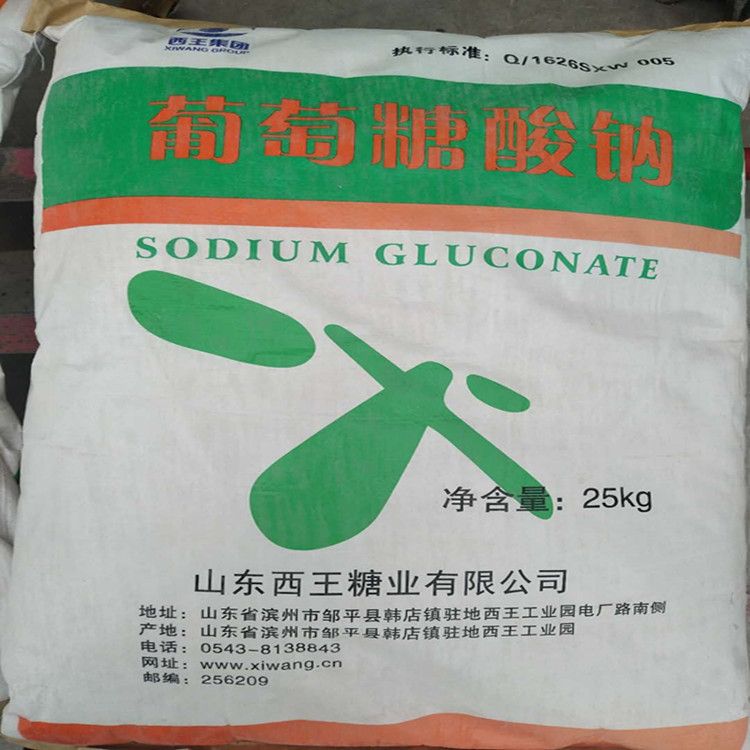 西王集团
XIWANG GROUP
执行标准：Q/1626SXW 005
葡萄糖酸钠
SODIUM GLUCONATE
净含量：25kg
山东西王糖业有限公司
地址：山东省滨州市邹平县韩店镇驻地西王工业园电厂路南侧
产地：山东省滨州市邹平县韩店镇驻地西王工业园
电话：0543-8138843
网址：www.xiwang.cn
邮编：256209